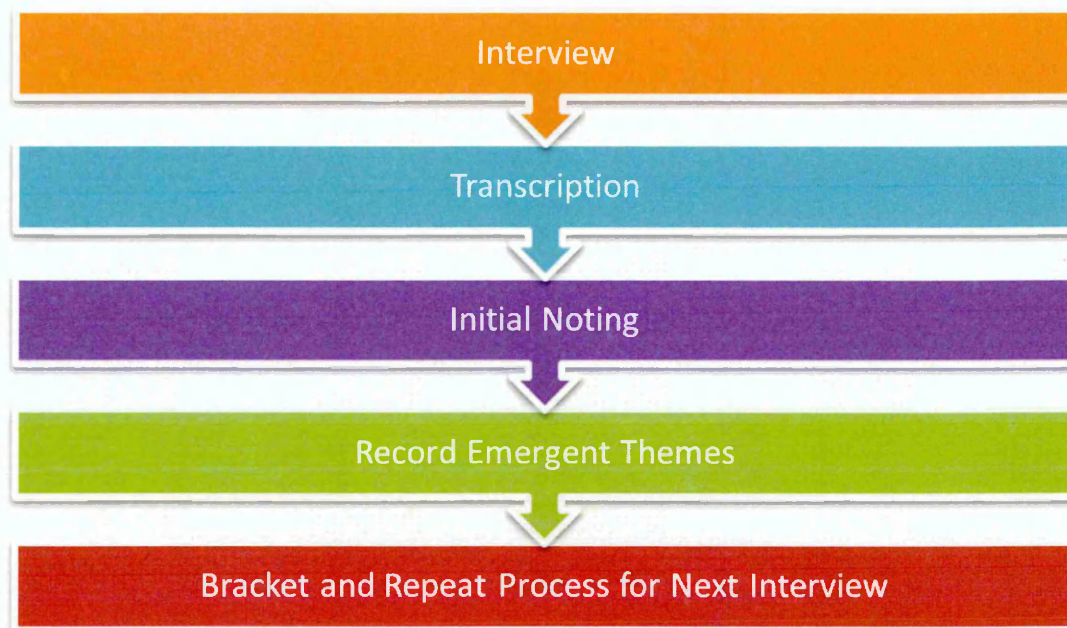 Interview
Transcription
Initial Noting
Record Emergent Themes
Bracket and Repeat Process for Next Interview